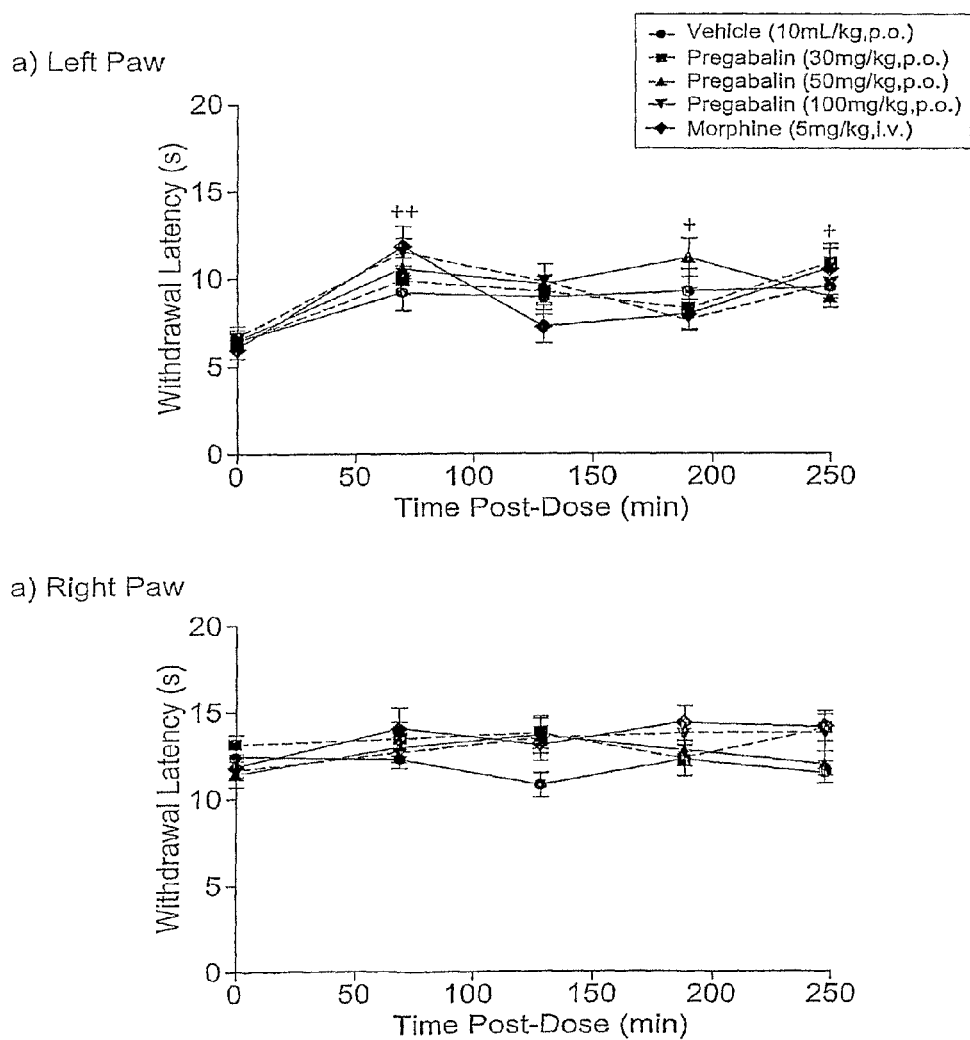 Vehicle (10mL/kg,p.o.)
Pregabalin (30mg/kg,p.o.)
Pregabalin (50mg/kg,p.o.)
Pregabalin (100mg/kg,p.o.)
Morphine (5mg/kg,i.v.)
a) Left Paw
Withdrawal Latency (s)
20
15
10
5
0
++
+
+
0 50 100 150 200 250
Time Post-Dose (min)
a) Right Paw
Withdrawal Latency (s)
20
15
10
5
0
0 50 100 150 200 250
Time Post-Dose (min)